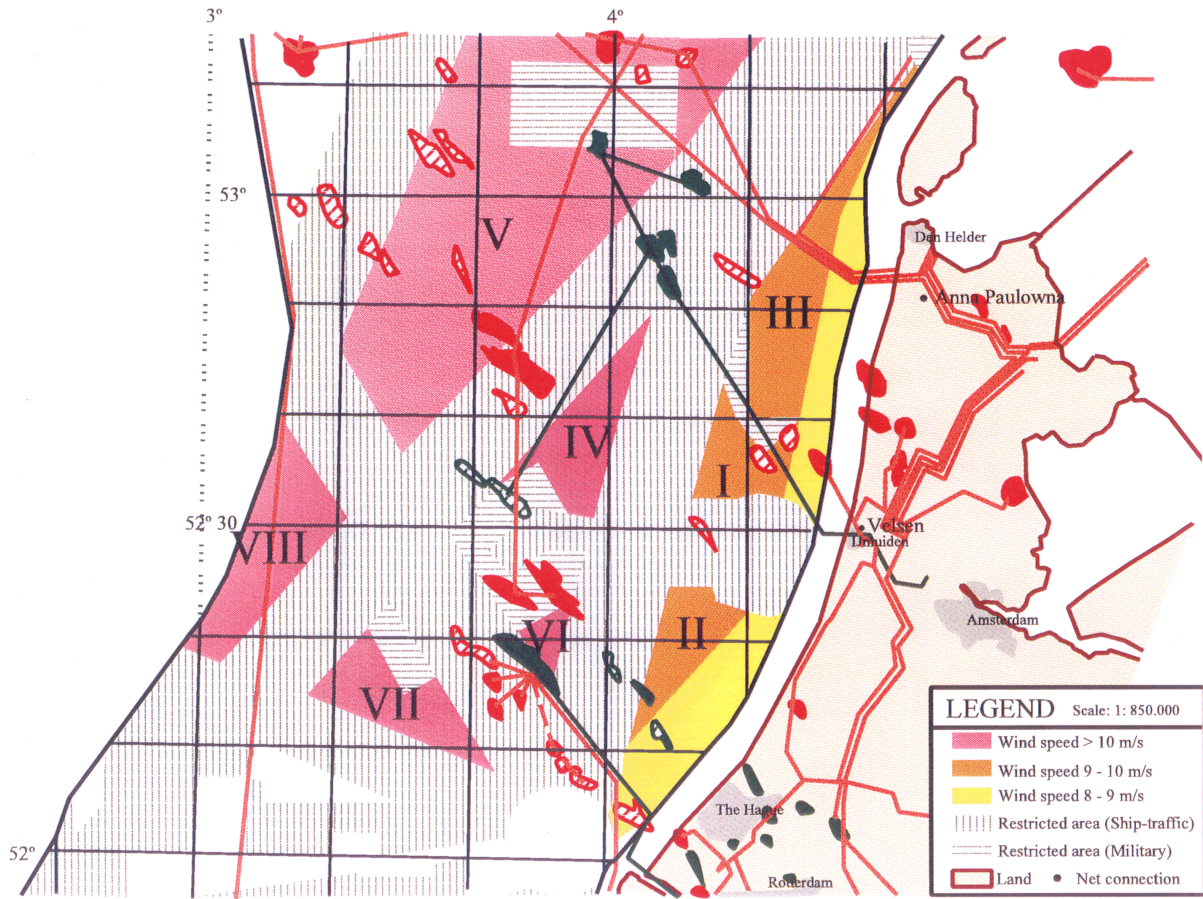 3º
4º
53º
V
Den Helder
Anna Paulowna
III
IV
I
52º 30
Velsen
IJmuiden
VIII
Amsterdam
VI
II
VII
LEGEND Scale: 1: 850.000
Wind speed > 10 m/s
Wind speed 9 - 10 m/s
Wind speed 8 - 9 m/s
Restricted area (Ship-traffic)
Restricted area (Military)
Land • Net connection
The Hague
52º
Rotterdam